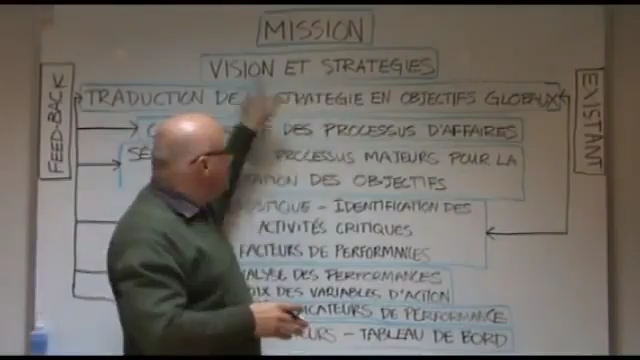 MISSION
VISION ET STRATEGIES
TRADUCTION DE STRATEGIE EN OBJECTIFS GLOBAUX
DES PROCESSUS D'AFFAIRES
PROCESSUS MAJEURS POUR LA
DES OBJECTIFS
IDENTIFICATION DES
ACTIVITÉS CRITIQUES
FACTEURS DE PERFORMANCES
DES PERFORMANCES
DES VARIABLES D'ACTION
DE PERFORMANCE
- TABLEAU DE BORD
FEED-BACK
EXISTANT